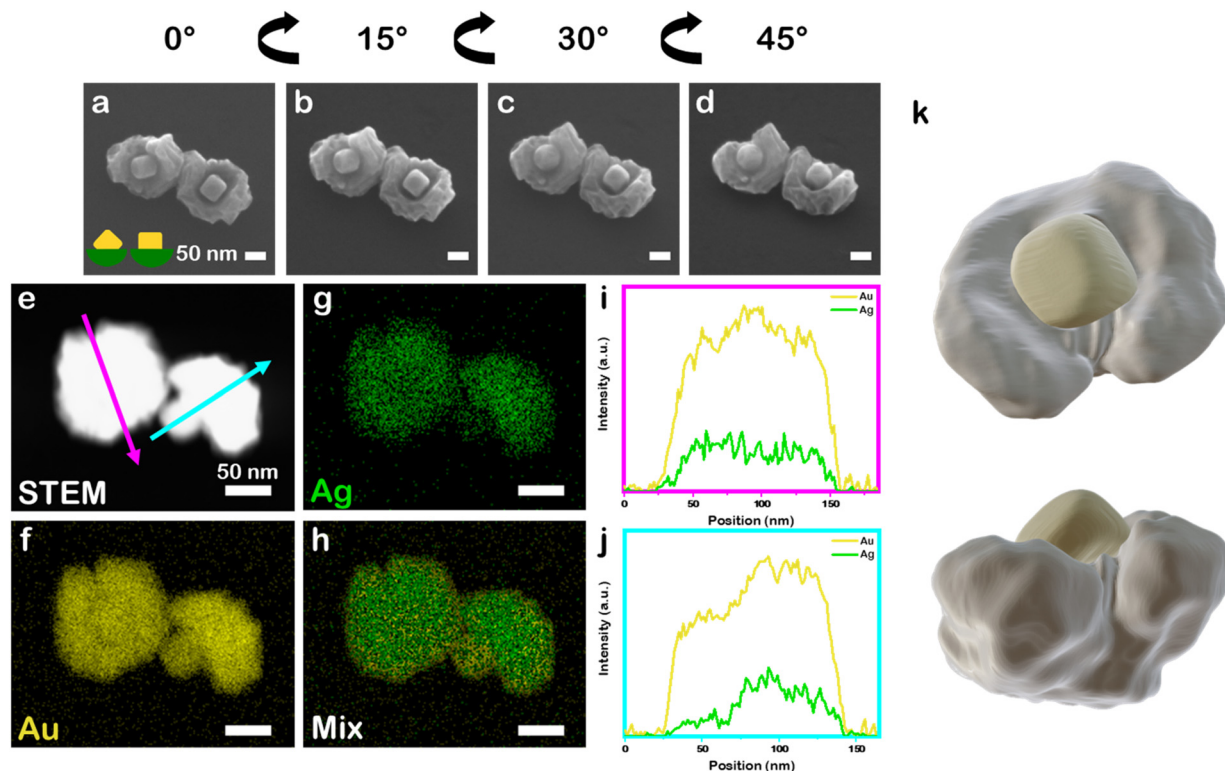 0° 15° 30° 45°
a b c d
50 nm
k
e
STEM
50 nm
g
Ag
i
Au
Ag
Intensity (a.u.)
0 50 100 150
Position (nm)
f
Au
h
Mix
j
Au
Ag
Intensity (a.u.)
0 50 100 150
Position (nm)